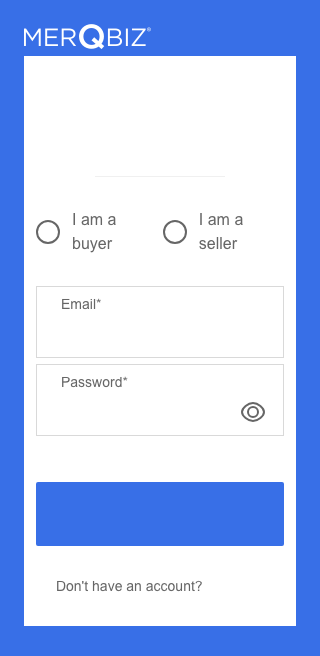 MERQBIZ®
I am a
buyer
I am a
seller
Email*
Password*
Don't have an account?